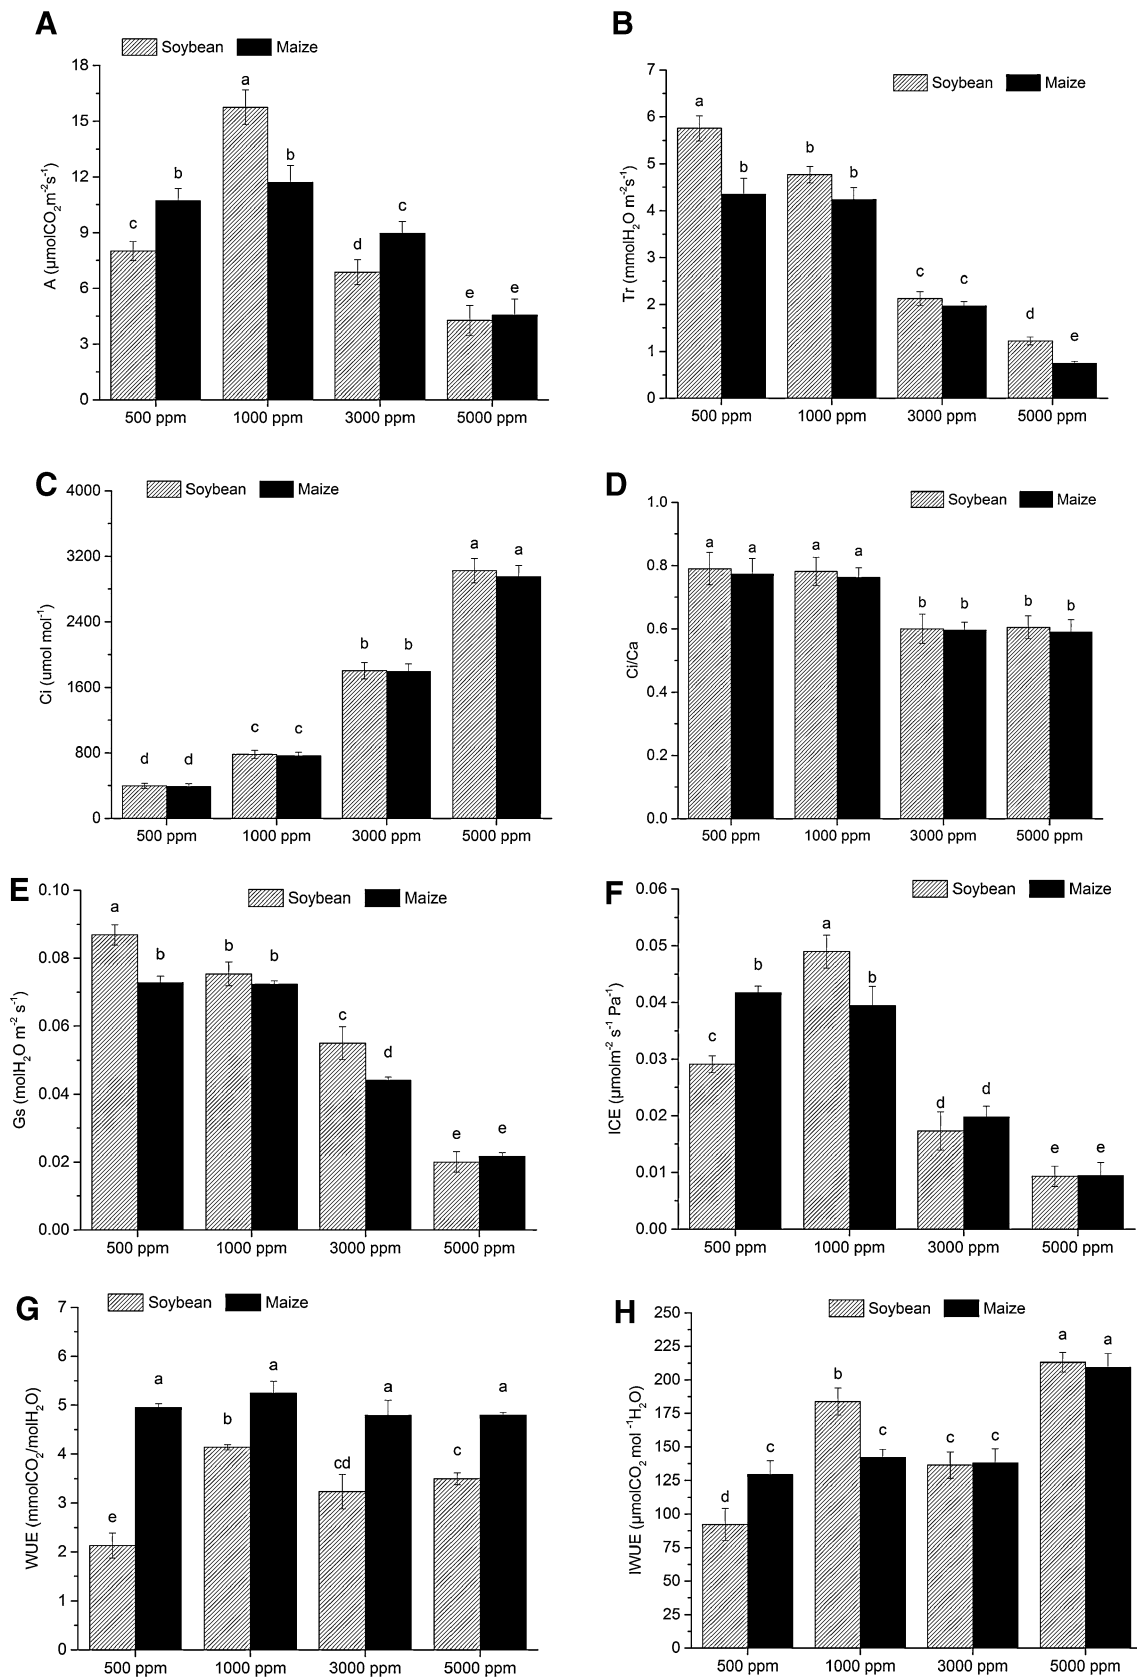 A
Soybean Maize
18
15
12
9
6
3
0
A (μmolCO2m-2s-1)
c b a b d c e e
500 ppm 1000 ppm 3000 ppm 5000 ppm
B
Soybean Maize
7
6
5
4
3
2
1
0
Tr (mmolH2O m-2s-1)
a b b b c c d e
500 ppm 1000 ppm 3000 ppm 5000 ppm
C
Soybean Maize
4000
3200
2400
1600
800
0
Ci (umol mol-1)
d d c c b b a a
500 ppm 1000 ppm 3000 ppm 5000 ppm
D
Soybean Maize
1.0
0.8
0.6
0.4
0.2
0.0
Ci/Ca
a a a a b b b b
500 ppm 1000 ppm 3000 ppm 5000 ppm
E
Soybean Maize
0.10
0.08
0.06
0.04
0.02
0.00
Gs (molH2O m-2 s-1)
a b b b c d e e
500 ppm 1000 ppm 3000 ppm 5000 ppm
F
Soybean Maize
0.06
0.05
0.04
0.03
0.02
0.01
0.00
ICE (μmolm-2 s-1 Pa-1)
c b a b d d e e
500 ppm 1000 ppm 3000 ppm 5000 ppm
G
Soybean Maize
7
6
5
4
3
2
1
0
WUE (mmolCO2/molH2O)
e a b a cd a c a
500 ppm 1000 ppm 3000 ppm 5000 ppm
H
Soybean Maize
250
225
200
175
150
125
100
75
50
25
0
IWUE (μmolCO2 mol -1H2O)
d c b c c c a a
500 ppm 1000 ppm 3000 ppm 5000 ppm